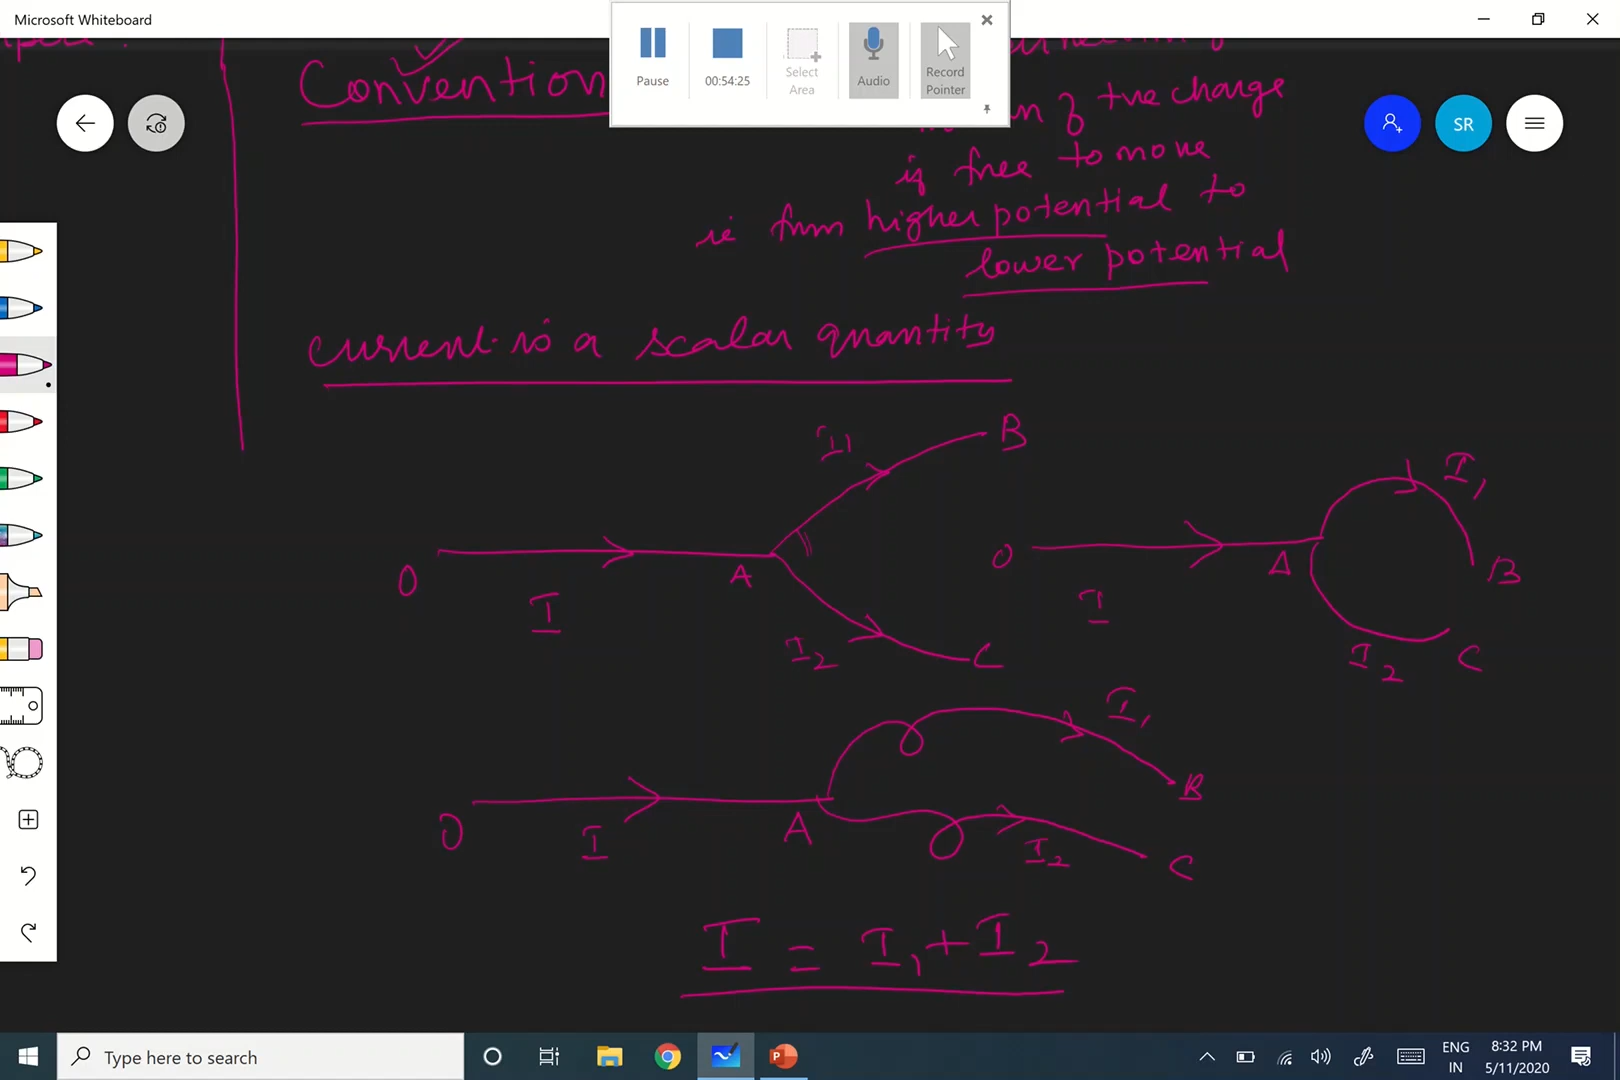 Microsoft Whiteboard
Pause
00:54:25
Select Area
Audio
Record Pointer
SR
Convention
of +ve charge
is free to move
ie from higher potential to
lower potential
current is a scalar quantity
O I A I1 B I2 C
O I A I1 B I2 C
O I A I1 B I2 C
I = I1 + I2
Type here to search
ENG
IN
8:32 PM
5/11/2020